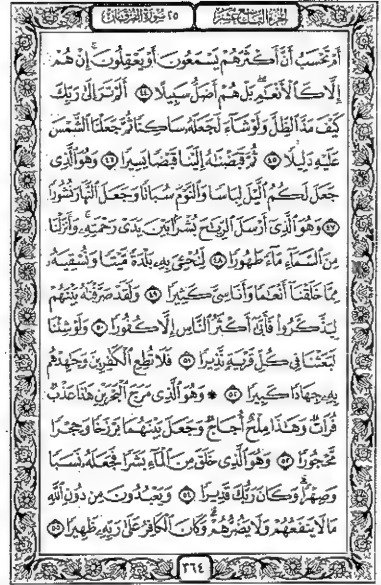 الجزء التاسع عشر
٢٥ سورة الفرقان
أَمْ تَحْسَبُ أَنَّ أَكْثَرَهُمْ يَسْمَعُونَ أَوْ يَعْقِلُونَ إِنْ هُمْ
إِلَّا كَالْأَنْعَامِ بَلْ هُمْ أَضَلُّ سَبِيلًا ٤٤ أَلَمْ تَرَ إِلَىٰ رَبِّكَ
كَيْفَ مَدَّ الظِّلَّ وَلَوْ شَاءَ لَجَعَلَهُ سَاكِنًا ثُمَّ جَعَلْنَا الشَّمْسَ
عَلَيْهِ دَلِيلًا ٤٥ ثُمَّ قَبَضْنَاهُ إِلَيْنَا قَبْضًا يَسِيرًا ٤٦ وَهُوَ الَّذِي
جَعَلَ لَكُمُ اللَّيْلَ لِبَاسًا وَالنَّوْمَ سُبَاتًا وَجَعَلَ النَّهَارَ نُشُورًا
٤٧ وَهُوَ الَّذِي أَرْسَلَ الرِّيَاحَ بُشْرًا بَيْنَ يَدَيْ رَحْمَتِهِ وَأَنْزَلْنَا
مِنَ السَّمَاءِ مَاءً طَهُورًا ٤٨ لِنُحْيِيَ بِهِ بَلْدَةً مَيْتًا وَنُسْقِيَهُ
مِمَّا خَلَقْنَا أَنْعَامًا وَأَنَاسِيَّ كَثِيرًا ٤٩ وَلَقَدْ صَرَّفْنَاهُ بَيْنَهُمْ
لِيَذَّكَّرُوا فَأَبَىٰ أَكْثَرُ النَّاسِ إِلَّا كُفُورًا ٥٠ وَلَوْ شِئْنَا
لَبَعَثْنَا فِي كُلِّ قَرْيَةٍ نَذِيرًا ٥١ فَلَا تُطِعِ الْكَافِرِينَ وَجَاهِدْهُمْ
بِهِ جِهَادًا كَبِيرًا ٥٢ * وَهُوَ الَّذِي مَرَجَ الْبَحْرَيْنِ هَٰذَا عَذْبٌ
فُرَاتٌ وَهَٰذَا مِلْحٌ أُجَاجٌ وَجَعَلَ بَيْنَهُمَا بَرْزَخًا وَحِجْرًا
مَحْجُورًا ٥٣ وَهُوَ الَّذِي خَلَقَ مِنَ الْمَاءِ بَشَرًا فَجَعَلَهُ نَسَبًا
وَصِهْرًا وَكَانَ رَبُّكَ قَدِيرًا ٥٤ وَيَعْبُدُونَ مِنْ دُونِ اللَّهِ
مَا لَا يَنْفَعُهُمْ وَلَا يَضُرُّهُمْ وَكَانَ الْكَافِرُ عَلَىٰ رَبِّهِ ظَهِيرًا ٥٥
٣٦٤